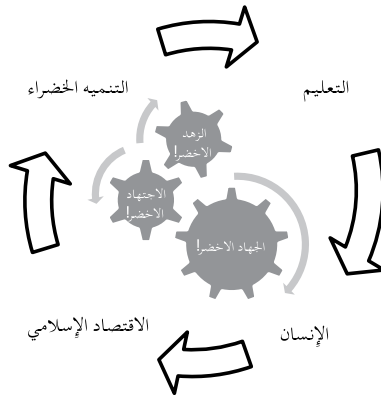 التعليم
التنميه الخضراء
الزهد
الاخضر!
الاجتهاد
الاخضر!
الجهاد الاخضر!
الإنسان
الاقتصاد الإسلامي